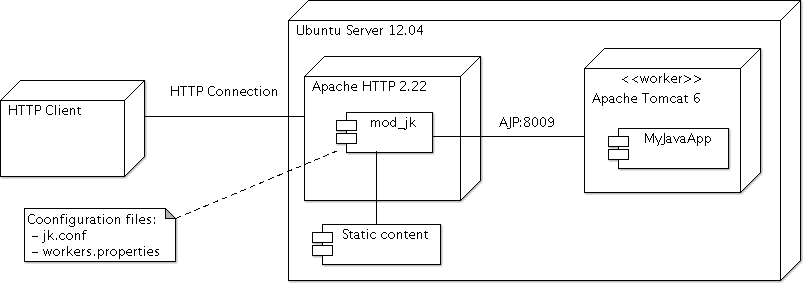 Ubuntu Server 12.04
HTTP Client
HTTP Connection
Apache HTTP 2.22
mod_jk
AJP:8009
<<worker>>
Apache Tomcat 6
MyJavaApp
Static content
Coonfiguration files:
– jk.conf
– workers.properties